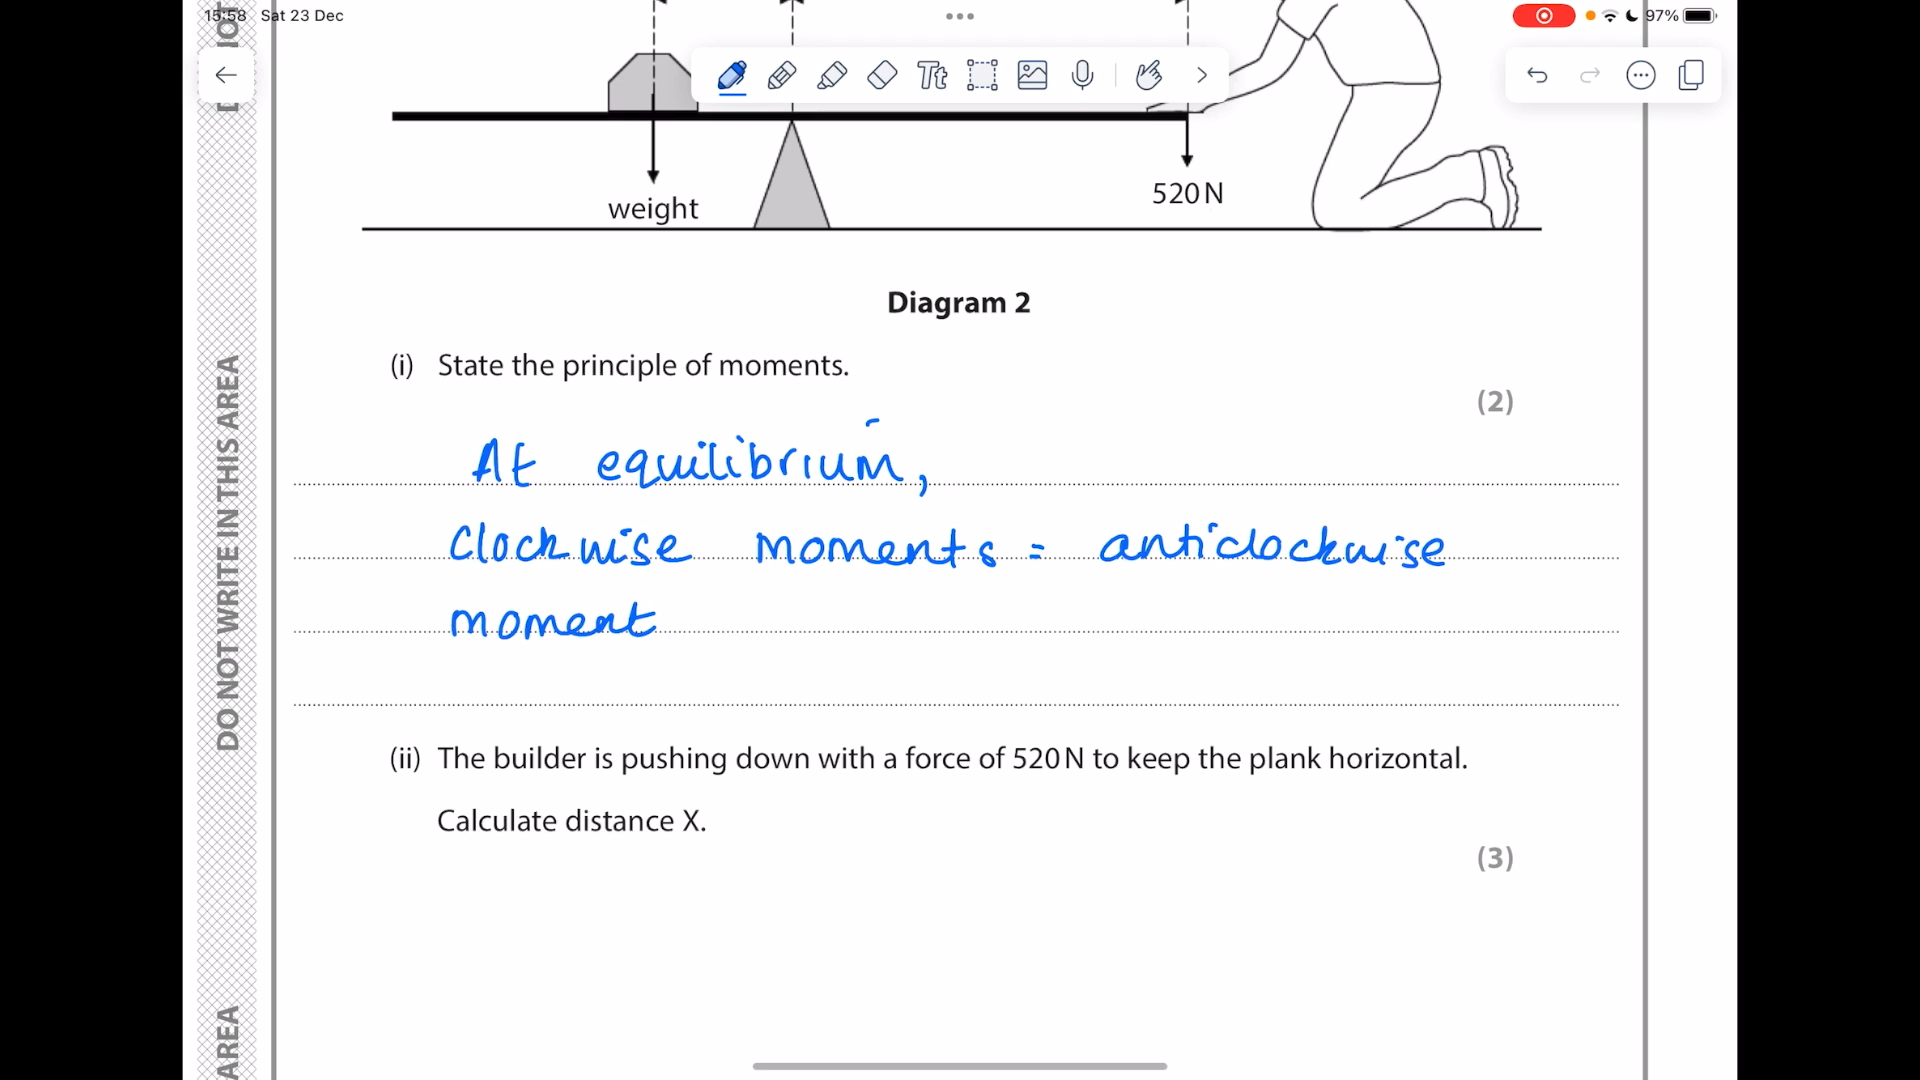 15:58 Sat 23 Dec
97%
Tt
weight
520 N
Diagram 2
(i) State the principle of moments.
(2)
At equilibrium,
Clockwise moments = anticlockwise
moment
(ii) The builder is pushing down with a force of 520 N to keep the plank horizontal.
Calculate distance X.
(3)
DO NOT WRITE IN THIS AREA
AREA